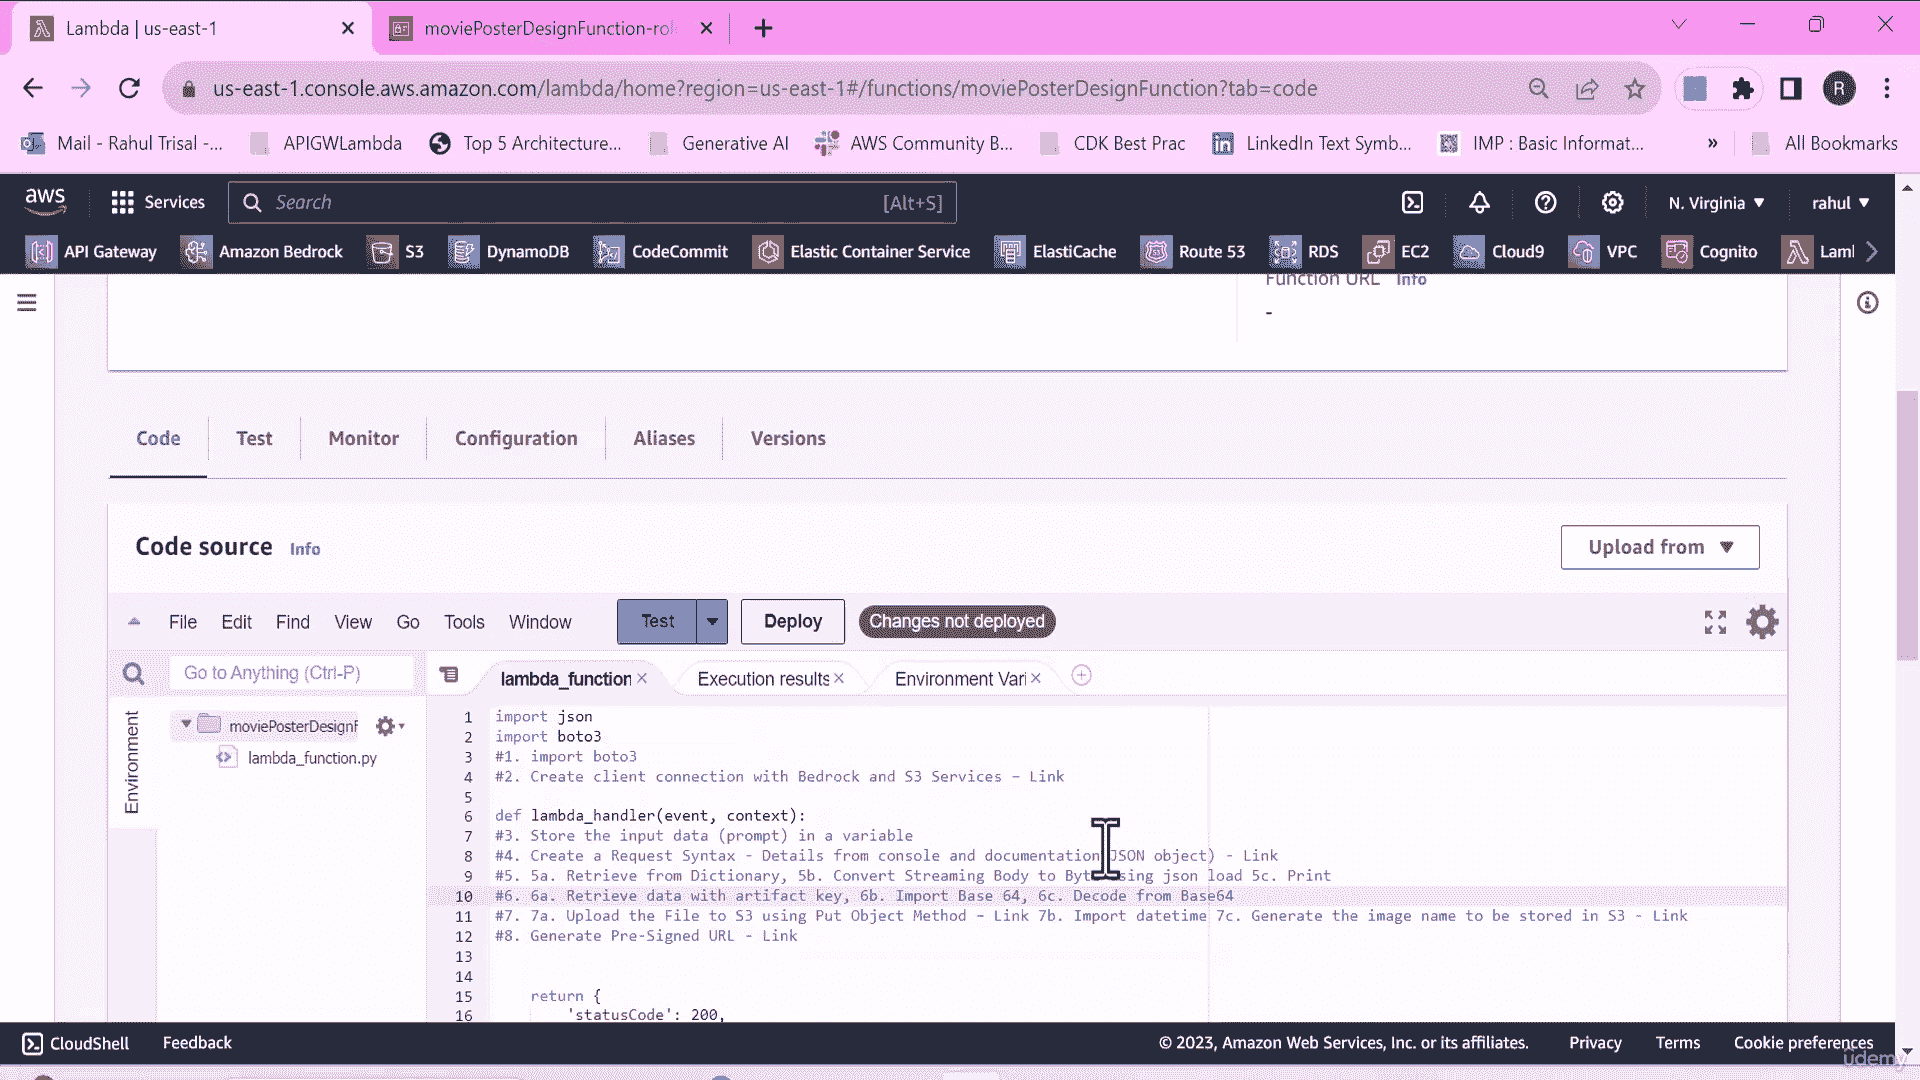 Lambda | us-east-1
moviePosterDesignFunction-rol
us-east-1.console.aws.amazon.com/lambda/home?region=us-east-1#/functions/moviePosterDesignFunction?tab=code
R
Mail - Rahul Trisal -...
APIGWLambda
Top 5 Architecture...
Generative AI
AWS Community B...
CDK Best Prac
LinkedIn Text Symb...
IMP : Basic Informat...
»
All Bookmarks
aws
Services
Search
[Alt+S]
N. Virginia
rahul
API Gateway
Amazon Bedrock
S3
DynamoDB
CodeCommit
Elastic Container Service
ElastiCache
Route 53
RDS
EC2
Cloud9
VPC
Cognito
Laml
Function URL Info
-
Code
Test
Monitor
Configuration
Aliases
Versions
Code source Info
Upload from
File Edit Find View Go Tools Window
Test
Deploy
Changes not deployed
Go to Anything (Ctrl-P)
lambda_function
Execution results
Environment Vari
Environment
moviePosterDesignF
lambda_function.py
1 import json
2 import boto3
3 #1. import boto3
4 #2. Create client connection with Bedrock and S3 Services – Link
5
6 def lambda_handler(event, context):
7 #3. Store the input data (prompt) in a variable
8 #4. Create a Request Syntax - Details from console and documentation JSON object) - Link
9 #5. 5a. Retrieve from Dictionary, 5b. Convert Streaming Body to Byt sing json load 5c. Print
10 #6. 6a. Retrieve data with artifact key, 6b. Import Base 64, 6c. Decode from Base64
11 #7. 7a. Upload the File to S3 using Put Object Method – Link 7b. Import datetime 7c. Generate the image name to be stored in S3 - Link
12 #8. Generate Pre-Signed URL - Link
13
14
15 return {
16 'statusCode': 200,
CloudShell
Feedback
© 2023, Amazon Web Services, Inc. or its affiliates.
Privacy
Terms
Cookie preferences
udemy